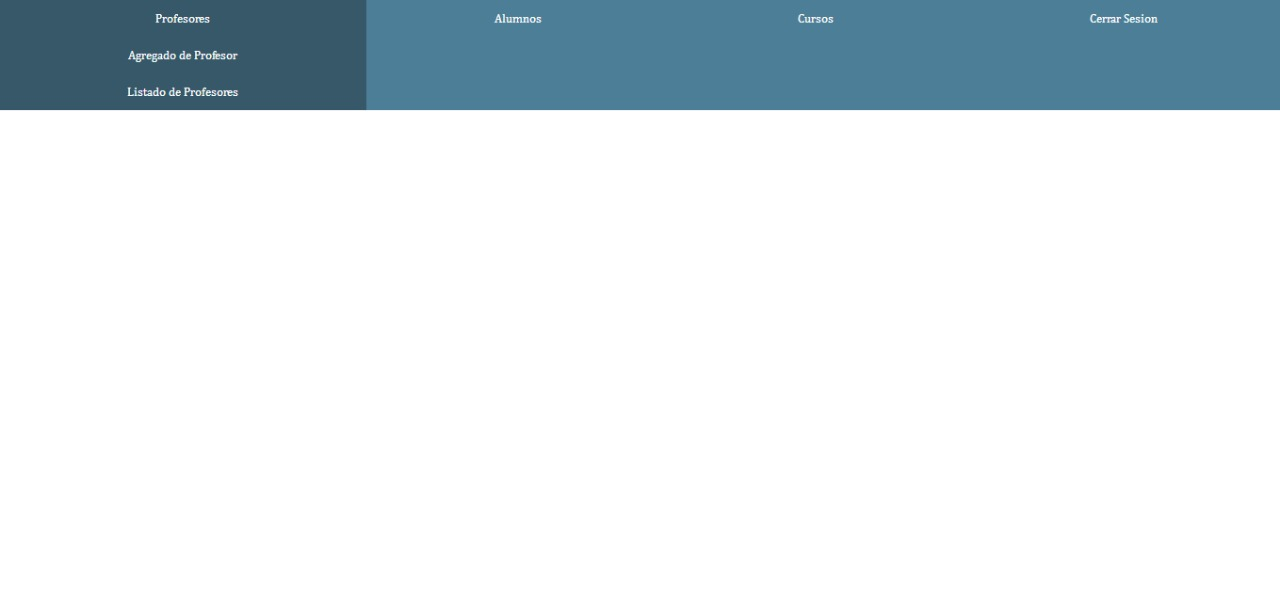 Profesores Alumnos Cursos Cerrar Sesion
Agregado de Profesor
Listado de Profesores